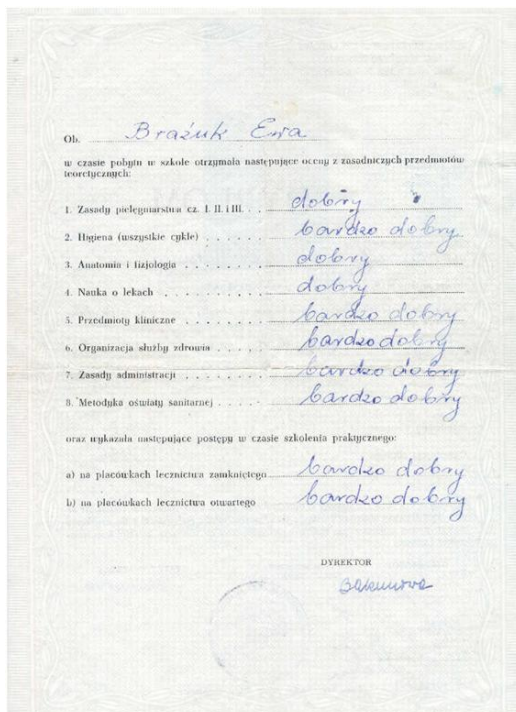 Ob. Brażuk Ewa
w czasie pobytu w szkole otrzymała następujące oceny z zasadniczych przedmiotów
teoretycznych:
1. Zasady pielęgniarstwa cz. I. II. i III. . . dobry
2. Higiena (wszystkie cykle) . . . . . . bardzo dobry
3. Anatomia i fizjologia . . . . . . . . dobry
4. Nauka o lekach . . . . . . . . . dobry
5. Przedmioty kliniczne . . . . . . . . bardzo dobry
6. Organizacja służby zdrowia . . . . . bardzo dobry
7. Zasady administracji . . . . . . . . bardzo dobry
8. Metodyka oświaty sanitarnej . . . . . bardzo dobry
oraz wykazała następujące postępy w czasie szkolenia praktycznego:
a) na placówkach lecznictwa zamkniętego bardzo dobry
b) na placówkach lecznictwa otwartego bardzo dobry
DYREKTOR